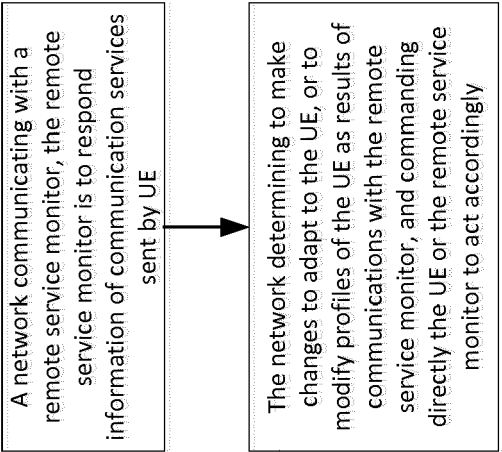 A network communicating with a
remote service monitor, the remote
service monitor is to respond
information of communication services
sent by UE
The network determining to make
changes to adapt to the UE, or to
modify profiles of the UE as results of
communications with the remote
service monitor, and commanding
directly the UE or the remote service
monitor to act accordingly